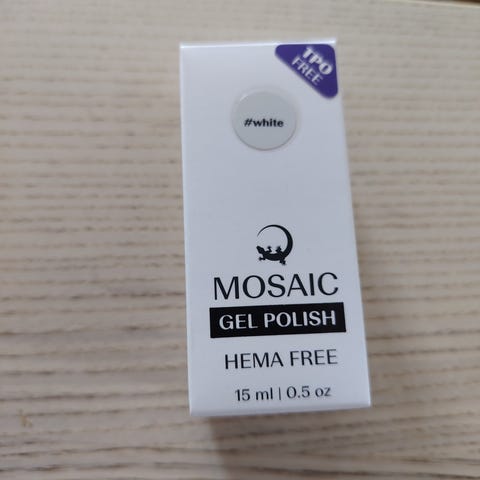 TPO
FREE
#white
MOSAIC
GEL POLISH
HEMA FREE
15 ml | 0.5 oz